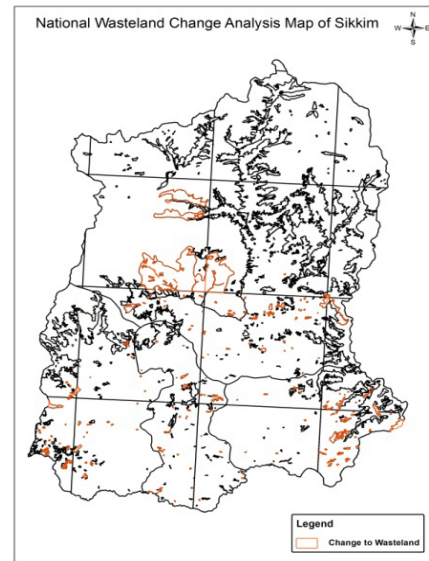 National Wasteland Change Analysis Map of Sikkim
N
W E
S
Legend
Change to Wasteland